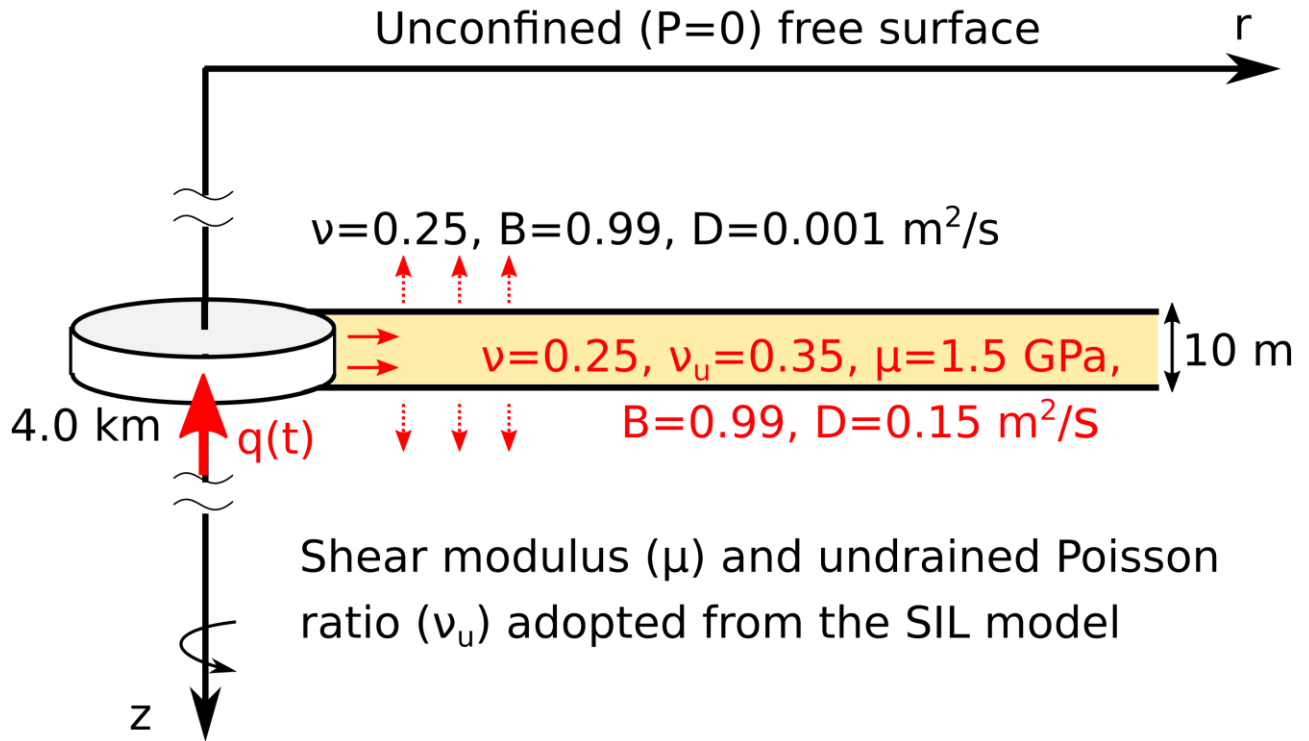 Unconfined (P=0) free surface
r
ν=0.25, B=0.99, D=0.001 m²/s
ν=0.25, νᵤ=0.35, μ=1.5 GPa,
10 m
B=0.99, D=0.15 m²/s
4.0 km
q(t)
Shear modulus (μ) and undrained Poisson
ratio (νᵤ) adopted from the SIL model
z